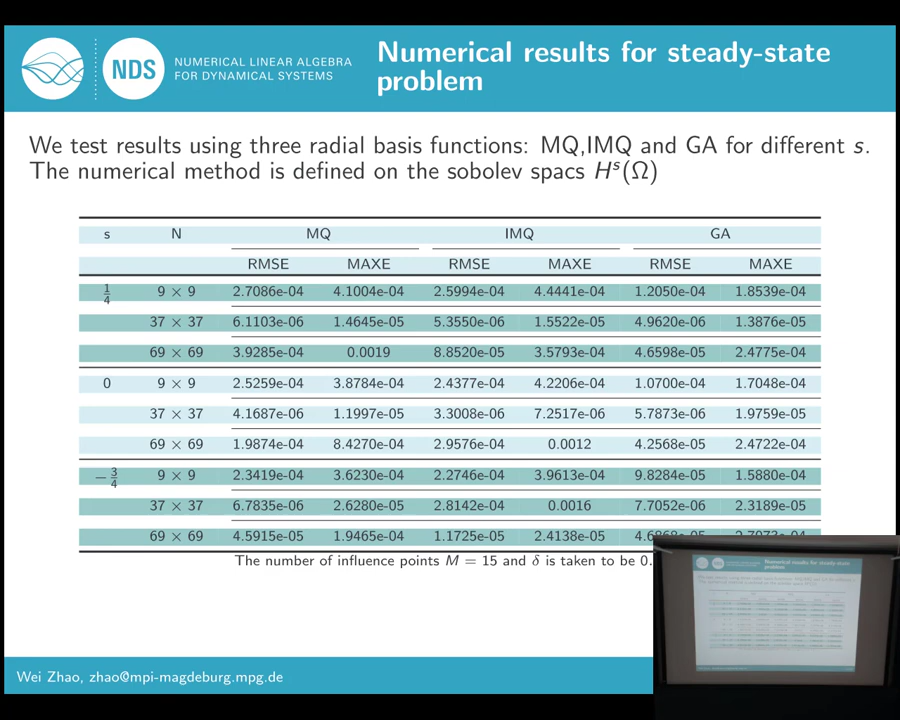 NDS
NUMERICAL LINEAR ALGEBRA
FOR DYNAMICAL SYSTEMS
Numerical results for steady-state
problem
We test results using three radial basis functions: MQ,IMQ and GA for different s.
The numerical method is defined on the sobolev spacs H^s(Ω)
s N MQ IMQ GA
RMSE MAXE RMSE MAXE RMSE MAXE
1/4 9 × 9 2.7086e-04 4.1004e-04 2.5994e-04 4.4441e-04 1.2050e-04 1.8539e-04
37 × 37 6.1103e-06 1.4645e-05 5.3550e-06 1.5522e-05 4.9620e-06 1.3876e-05
69 × 69 3.9285e-04 0.0019 8.8520e-05 3.5793e-04 4.6598e-05 2.4775e-04
0 9 × 9 2.5259e-04 3.8784e-04 2.4377e-04 4.2206e-04 1.0700e-04 1.7048e-04
37 × 37 4.1687e-06 1.1997e-05 3.3008e-06 7.2517e-06 5.7873e-06 1.9759e-05
69 × 69 1.9874e-04 8.4270e-04 2.9576e-04 0.0012 4.2568e-05 2.4722e-04
−3/4 9 × 9 2.3419e-04 3.6230e-04 2.2746e-04 3.9613e-04 9.8284e-05 1.5880e-04
37 × 37 6.7835e-06 2.6280e-05 2.8142e-04 0.0016 7.7052e-06 2.3189e-05
69 × 69 4.5915e-05 1.9465e-04 1.1725e-05 2.4138e-05
The number of influence points M = 15 and δ is taken to be 0.
Wei Zhao, zhao@mpi-magdeburg.mpg.de
Numerical results for steady-state
problem